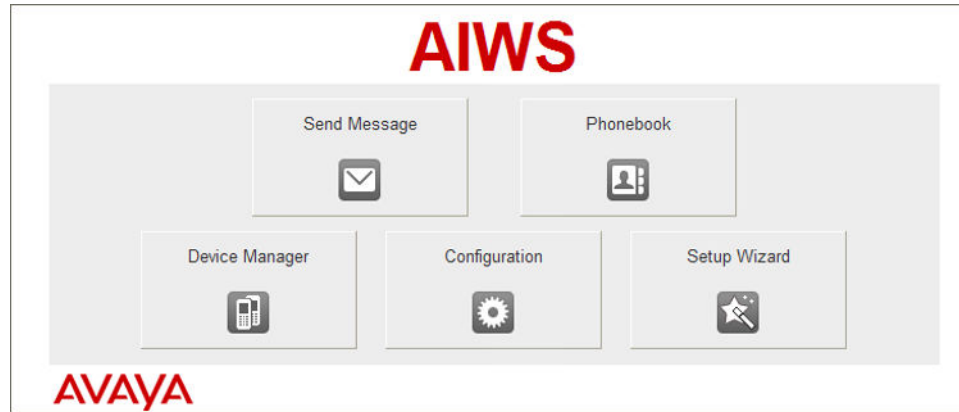 AIWS
Send Message
Phonebook
Device Manager
Configuration
Setup Wizard
AVAYA